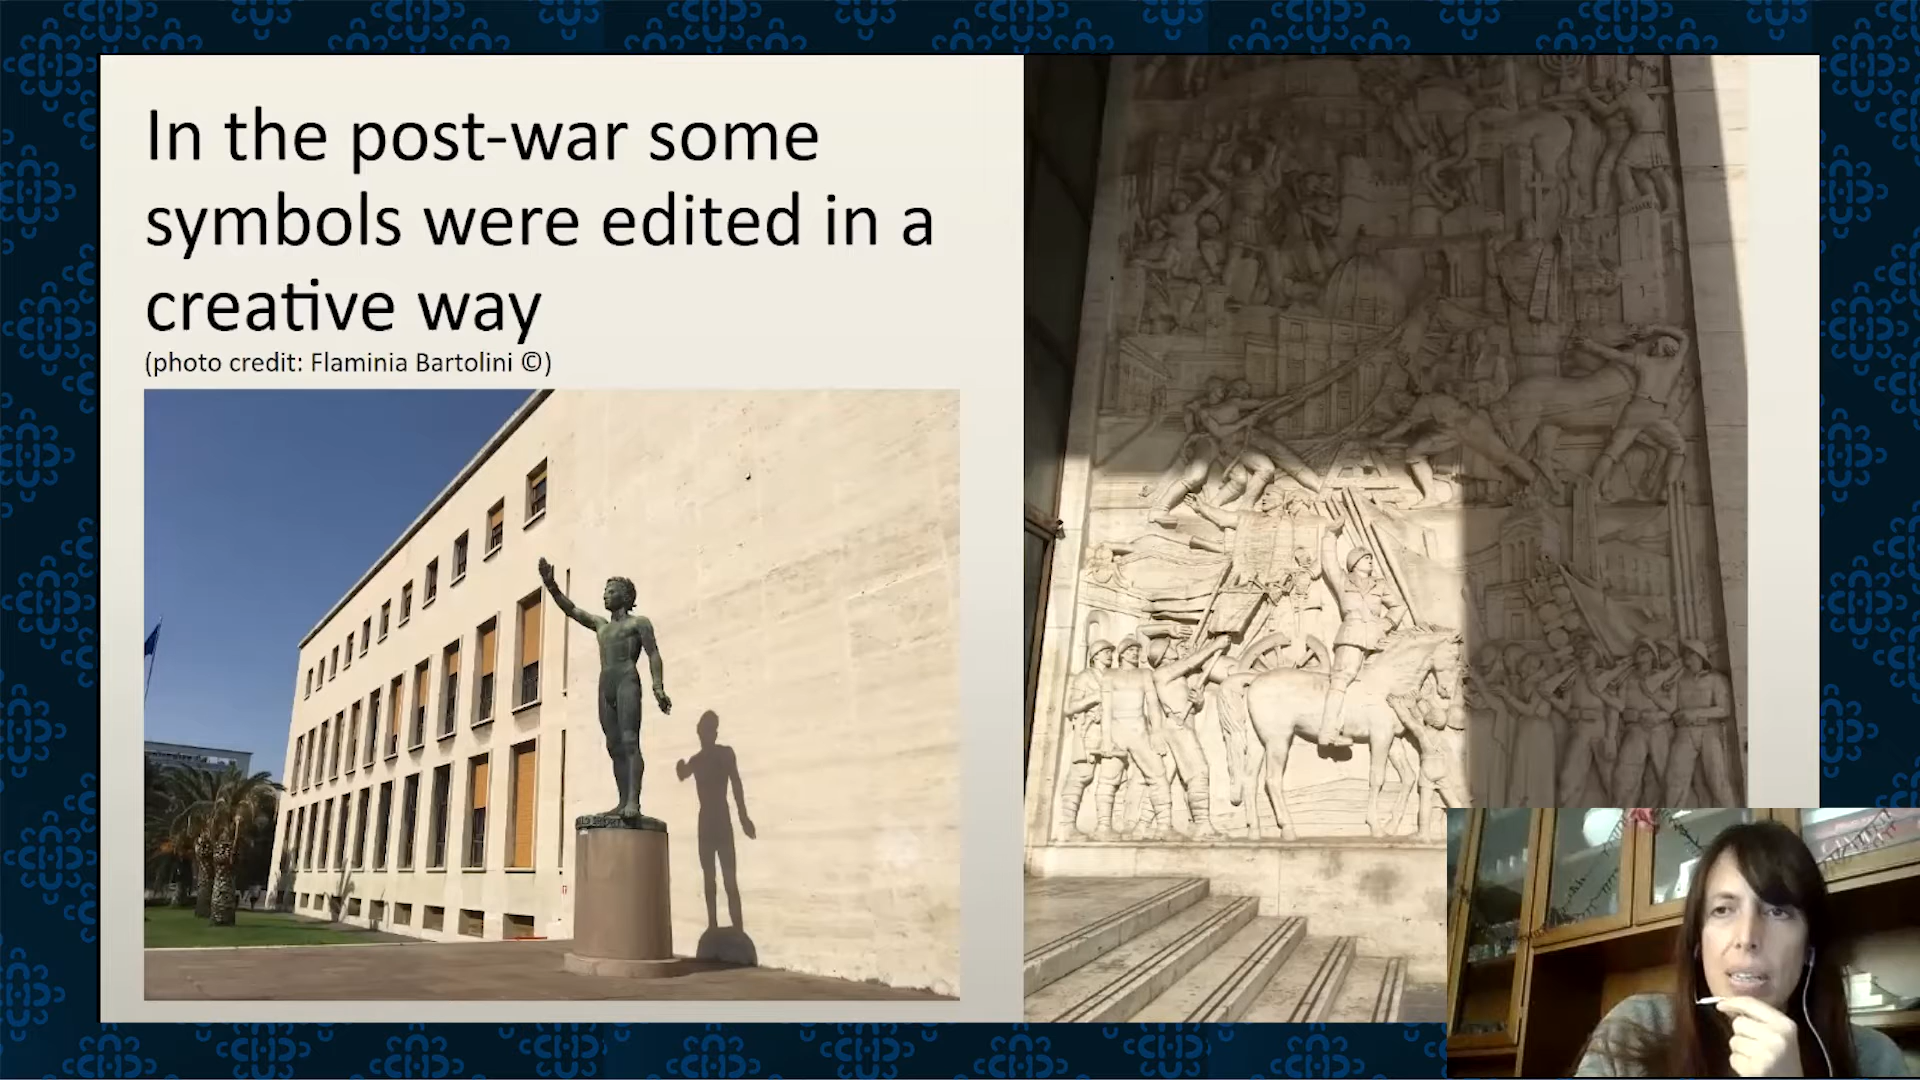 In the post-war some
symbols were edited in a
creative way
(photo credit: Flaminia Bartolini ©)